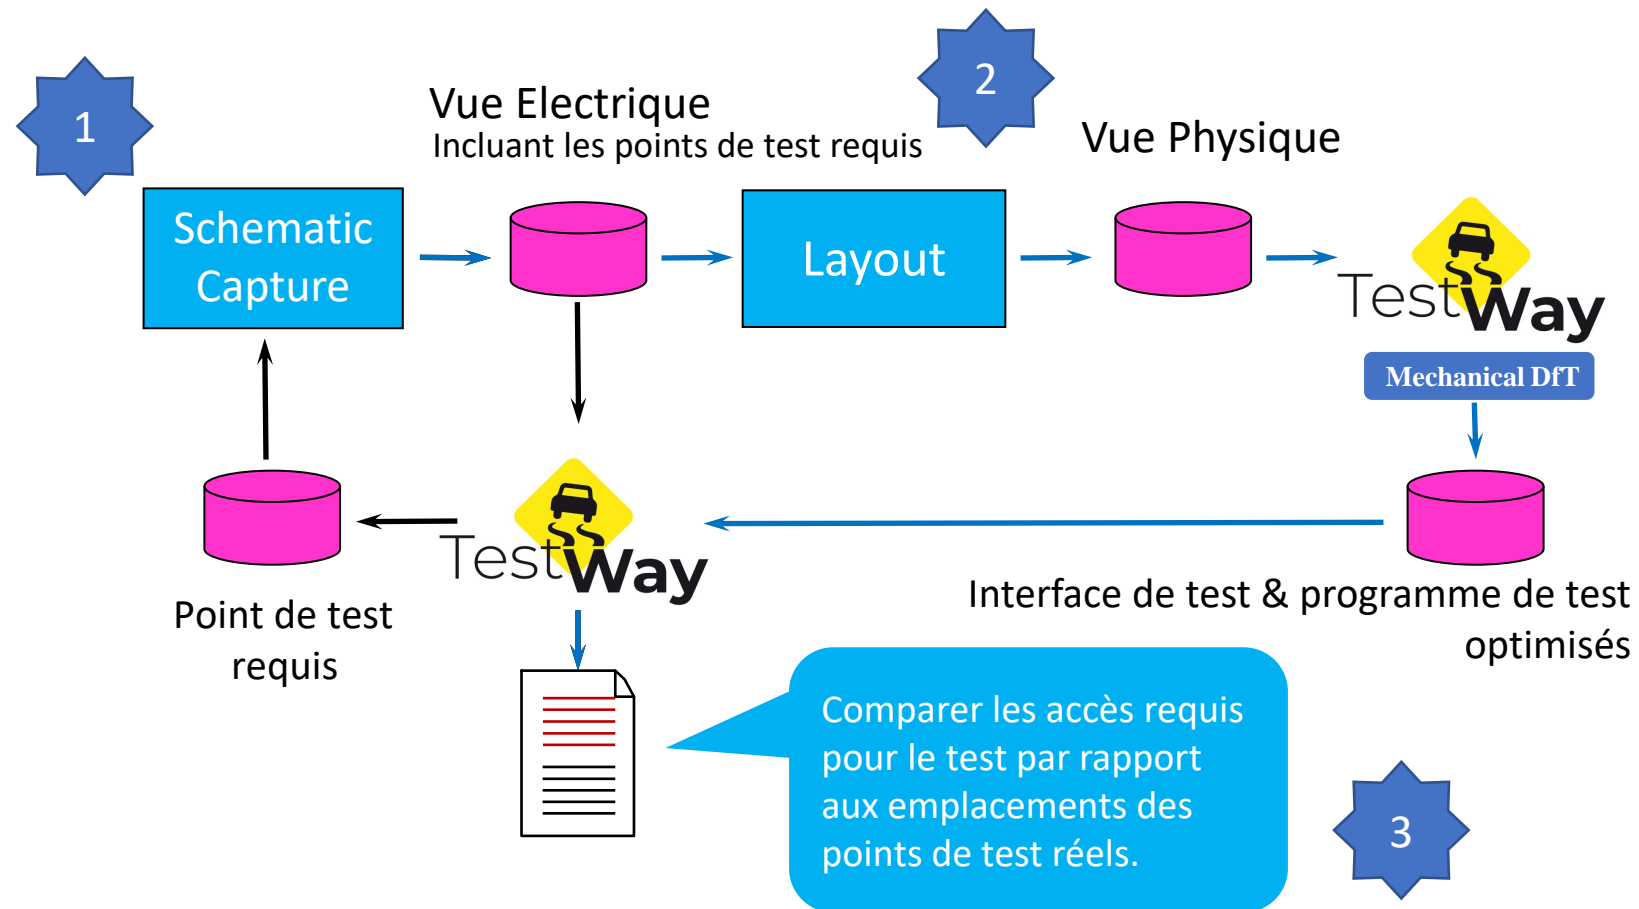 1
2
Vue Electrique
Incluant les points de test requis
Vue Physique
Schematic
Capture
Layout
TestWay
Mechanical DfT
TestWay
Point de test
requis
Interface de test & programme de test
optimisés
Comparer les accès requis
pour le test par rapport
aux emplacements des
points de test réels.
3